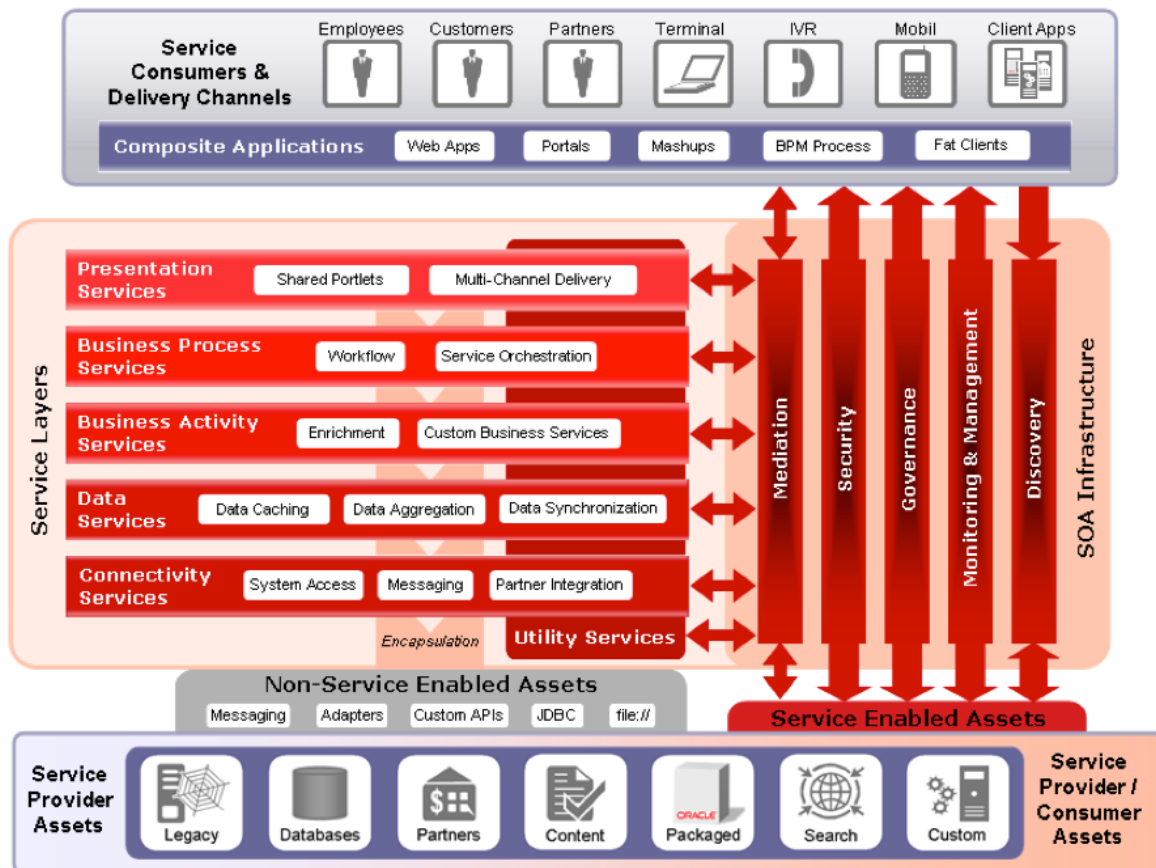 Employees
Customers
Partners
Terminal
IVR
Mobil
Client Apps
Service
Consumers &
Delivery Channels
Composite Applications
Web Apps
Portals
Mashups
BPM Process
Fat Clients
Service Layers
Presentation
Services
Shared Portlets
Multi-Channel Delivery
Business Process
Services
Workflow
Service Orchestration
Business Activity
Services
Enrichment
Custom Business Services
Data
Services
Data Caching
Data Aggregation
Data Synchronization
Connectivity
Services
System Access
Messaging
Partner Integration
Encapsulation
Utility Services
Mediation
Security
Governance
Monitoring & Management
Discovery
SOA Infrastructure
Non-Service Enabled Assets
Messaging
Adapters
Custom APIs
JDBC
file://
Service Enabled Assets
Service
Provider
Assets
Legacy
Databases
$
Partners
Content
ORACLE
Packaged
Search
Custom
Service
Provider /
Consumer
Assets